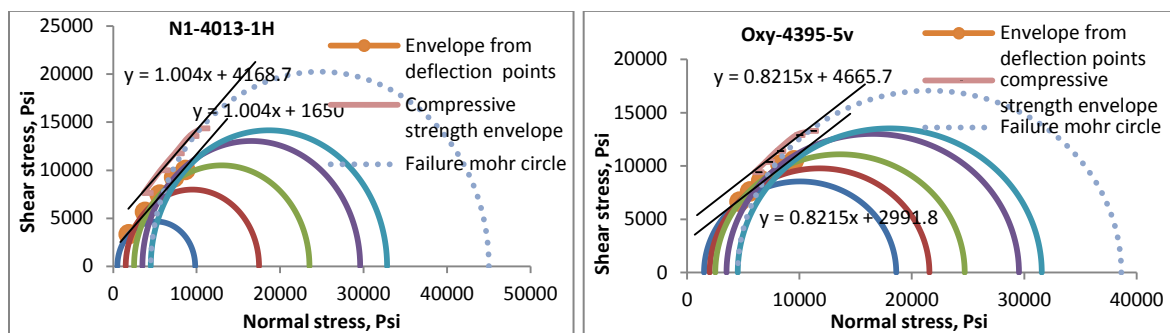 N1-4013-1H
Envelope from
deflection points
Compressive
strength envelope
Failure mohr circle
y = 1.004x + 4168.7
y = 1.004x + 1650
Shear stress, Psi
25000
20000
15000
10000
5000
0
0 10000 20000 30000 40000 50000
Normal stress, Psi
Oxy-4395-5v
Envelope from
deflection points
compressive
strength envelope
Failure mohr circle
y = 0.8215x + 4665.7
y = 0.8215x + 2991.8
Shear stress, Psi
20000
15000
10000
5000
0
0 10000 20000 30000 40000
Normal stress, Psi